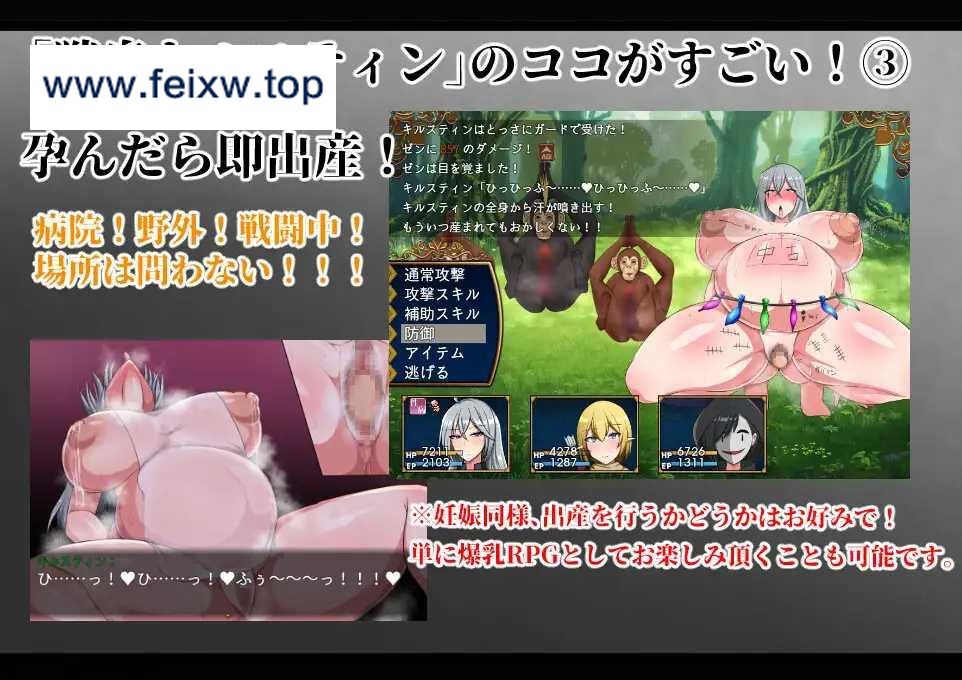 ティン」のココがすごい！③
www.feixw.top
孕んだら即出産！
病院！野外！戦闘中！
場所は問わない！！！
キルスティンはとっさにガードで受けた！
ゼンに857のダメージ！
ゼンは目を覚ました！
キルスティン「ひっひっふ～……♥ひっひっふ～……♥」
キルスティンの全身から汗が噴き出す！
もういつ産まれてもおかしくない！！
中古
通常攻撃
攻撃スキル
補助スキル
防御
アイテム
逃げる
HP 7211
EP 2103
HP 4278
EP 1287
HP 6726
EP 1311
キルスティン：
ひ……っ！♥ひ……っ！♥ふぅ～～～っ！！！♥
※妊娠同様、出産を行うかどうかはお好みで！
単に爆乳RPGとしてお楽しみ頂くことも可能です。